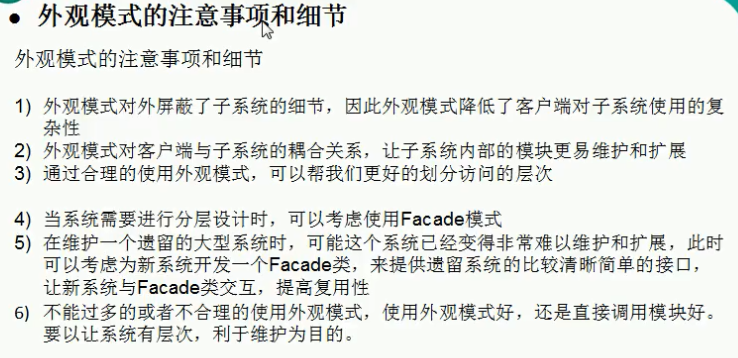 • 外观模式的注意事项和细节
外观模式的注意事项和细节
1) 外观模式对外屏蔽了子系统的细节，因此外观模式降低了客户端对子系统使用的复
杂性
2) 外观模式对客户端与子系统的耦合关系，让子系统内部的模块更易维护和扩展
3) 通过合理的使用外观模式，可以帮我们更好的划分访问的层次
4) 当系统需要进行分层设计时，可以考虑使用Facade模式
5) 在维护一个遗留的大型系统时，可能这个系统已经变得非常难以维护和扩展，此时
可以考虑为新系统开发一个Facade类，来提供遗留系统的比较清晰简单的接口，
让新系统与Facade类交互，提高复用性
6) 不能过多的或者不合理的使用外观模式，使用外观模式好，还是直接调用模块好。
要以让系统有层次，利于维护为目的。